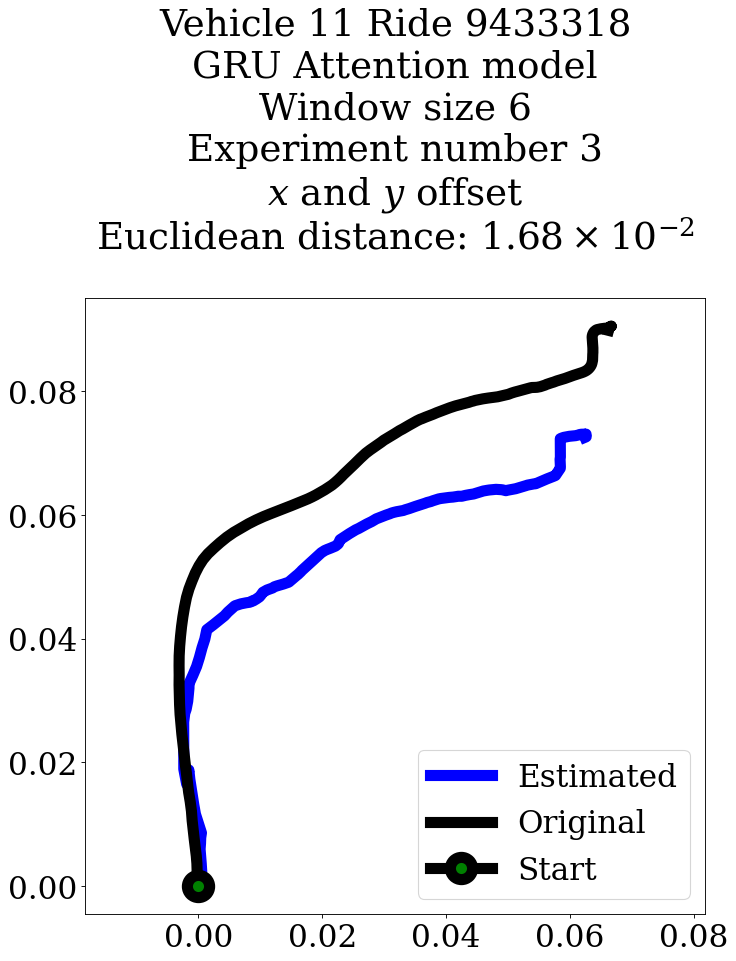 Vehicle 11 Ride 9433318
GRU Attention model
Window size 6
Experiment number 3
x and y offset
Euclidean distance: 1.68 × 10⁻²
0.08
0.06
0.04
0.02
0.00
Estimated
Original
Start
0.00 0.02 0.04 0.06 0.08